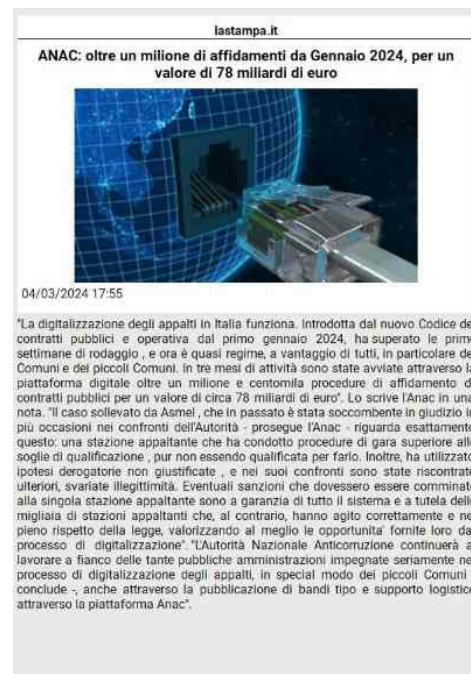 lastampa.it
ANAC: oltre un milione di affidamenti da Gennaio 2024, per un
valore di 78 miliardi di euro
04/03/2024 17:55
"La digitalizzazione degli appalti in Italia funziona. Introdotta dal nuovo Codice de
contratti pubblici e operativa dal primo gennaio 2024, ha superato le prime
settimane di rodaggio , e ora è quasi regime, a vantaggio di tutti, in particolare de
Comuni e dei piccoli Comuni. In tre mesi di attività sono state avviate attraverso la
piattaforma digitale oltre un milione e centomila procedure di affidamento d
contratti pubblici per un valore di circa 78 miliardi di euro". Lo scrive l'Anac in una
nota. "Il caso sollevato da Asmel , che in passato è stata soccombente in giudizio in
più occasioni nei confronti dell'Autorità - prosegue l'Anac - riguarda esattamente
questo: una stazione appaltante che ha condotto procedure di gara superiore alle
soglie di qualificazione , pur non essendo qualificata per farlo. Inoltre, ha utilizzato
ipotesi derogatorie non giustificate , e nei suoi confronti sono state riscontrate
ulteriori, svariate illegittimità. Eventuali sanzioni che dovessero essere comminate
alla singola stazione appaltante sono a garanzia di tutto il sistema e a tutela delle
migliaia di stazioni appaltanti che, al contrario, hanno agito correttamente e ne
pieno rispetto della legge, valorizzando al meglio le opportunita' fornite loro da
processo di digitalizzazione". "L'Autorità Nazionale Anticorruzione continuerà a
lavorare a fianco delle tante pubbliche amministrazioni impegnate seriamente ne
processo di digitalizzazione degli appalti, in special modo dei piccoli Comuni
conclude -, anche attraverso la pubblicazione di bandi tipo e supporto logistico
attraverso la piattaforma Anac".